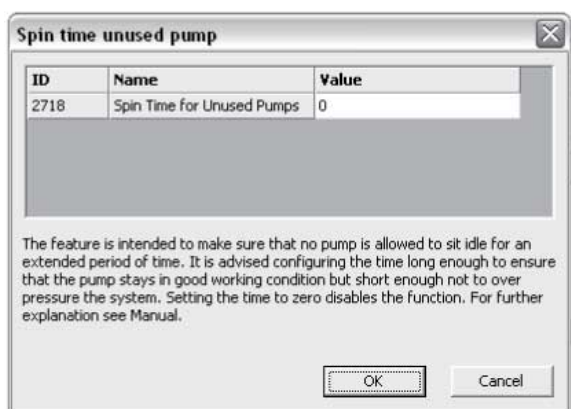 Spin time unused pump
ID Name Value
2718 Spin Time for Unused Pumps 0
The feature is intended to make sure that no pump is allowed to sit idle for an
extended period of time. It is advised configuring the time long enough to ensure
that the pump stays in good working condition but short enough not to over
pressure the system. Setting the time to zero disables the function. For further
explanation see Manual.
OK Cancel